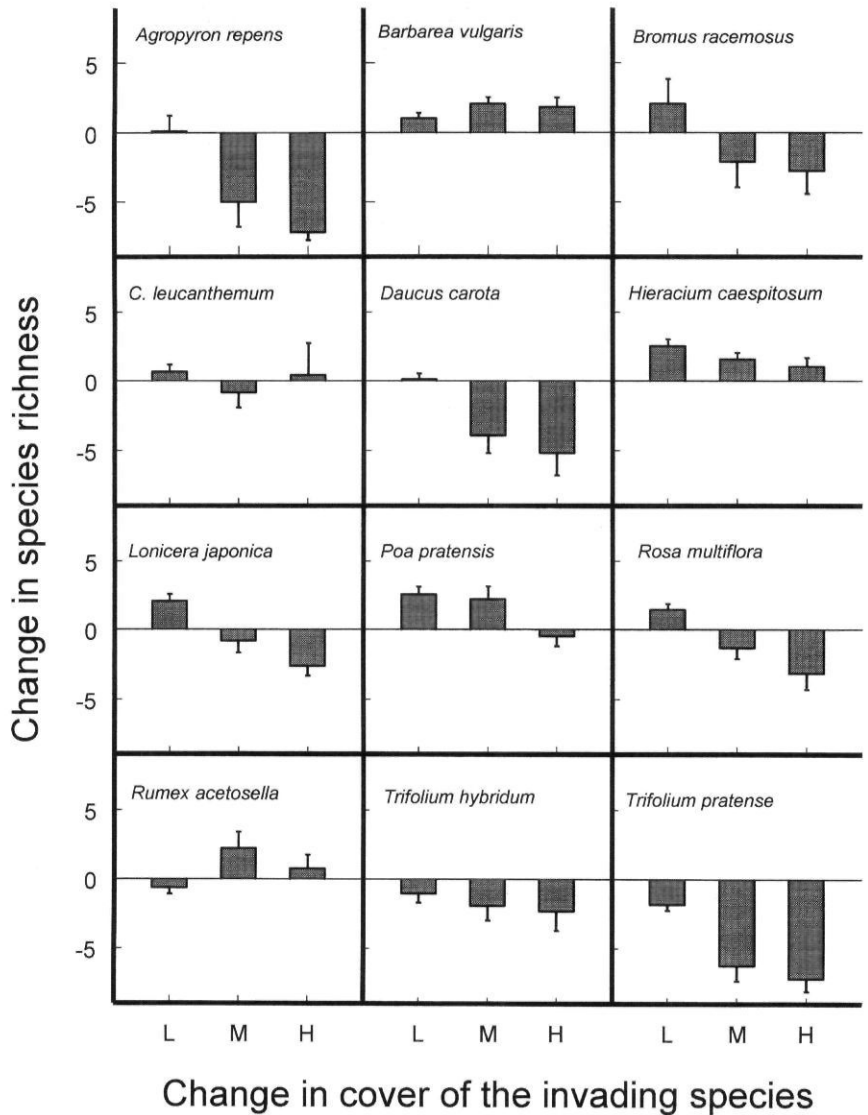 Agropyron repens Barbarea vulgaris Bromus racemosus
5
0
-5
C. leucanthemum Daucus carota Hieracium caespitosum
5
0
-5
Lonicera japonica Poa pratensis Rosa multiflora
5
0
-5
Rumex acetosella Trifolium hybridum Trifolium pratense
5
0
-5
L M H L M H L M H
Change in species richness
Change in cover of the invading species